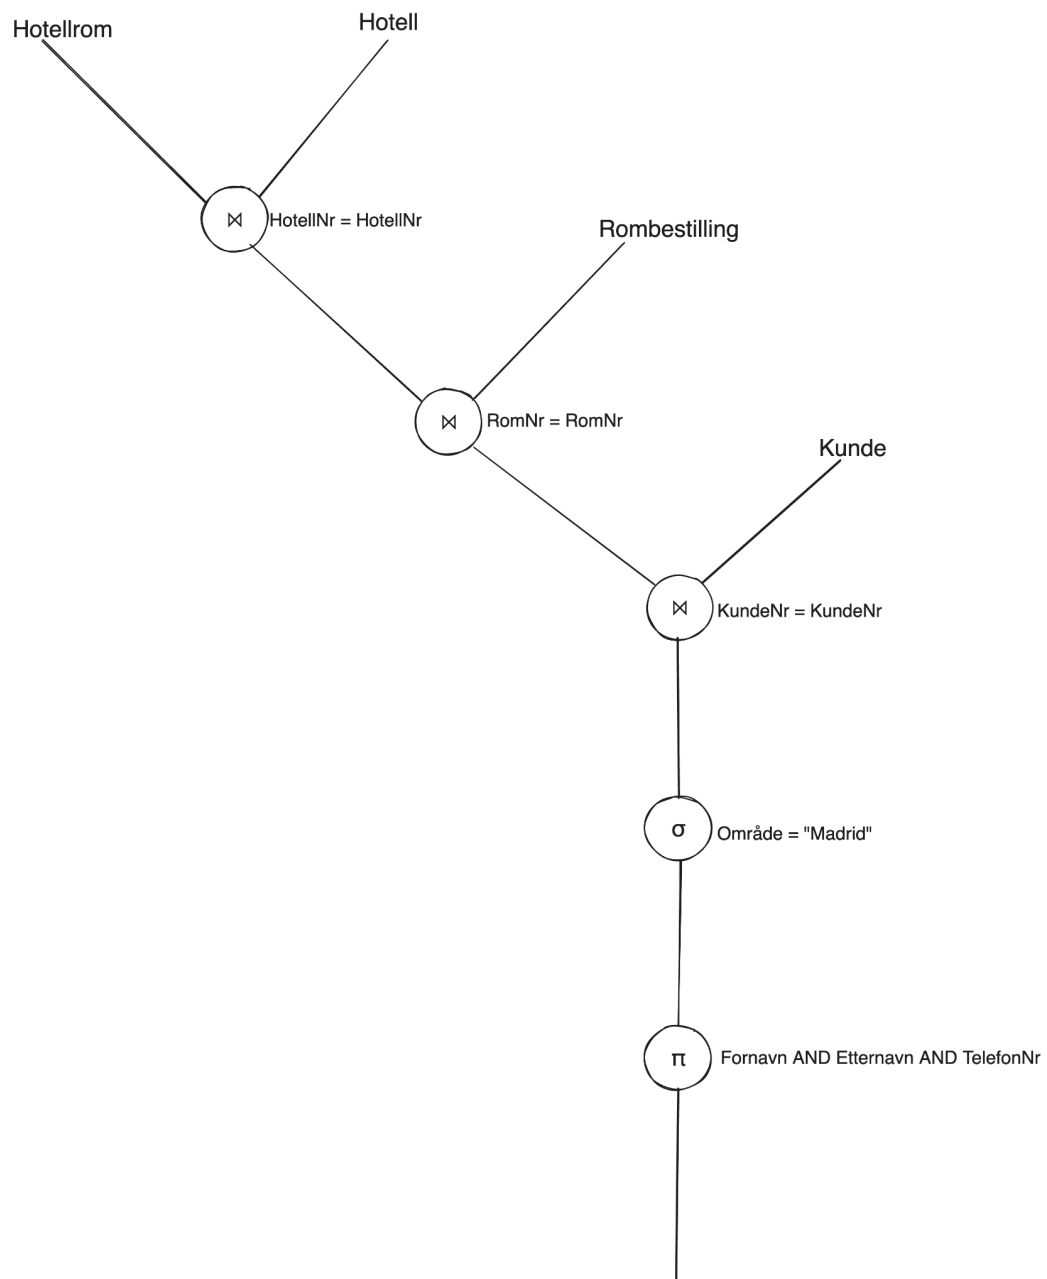 Hotellrom
Hotell
⋈ HotellNr = HotellNr
Rombestilling
⋈ RomNr = RomNr
Kunde
⋈ KundeNr = KundeNr
σ Område = "Madrid"
π Fornavn AND Etternavn AND TelefonNr